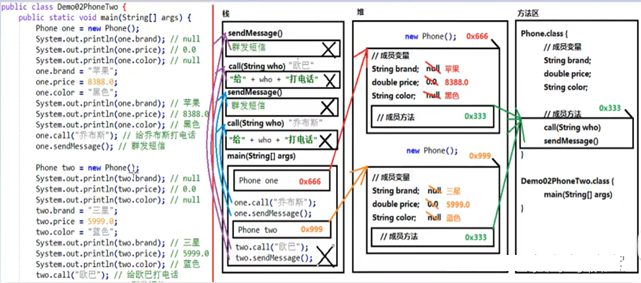 public class Demo02PhoneTwo {
public static void main(String[] args) {
Phone one = new Phone();
System.out.println(one.brand); // null
System.out.println(one.price); // 0.0
System.out.println(one.color); // null
one.brand = "苹果";
one.price = 8388.0;
one.color = "黑色";
System.out.println(one.brand); // 苹果
System.out.println(one.price); // 8388.0
System.out.println(one.color); // 黑色
one.call("乔布斯"); // 给乔布斯打电话
one.sendMessage(); // 群发短信
Phone two = new Phone();
System.out.println(two.brand); // null
System.out.println(two.price); // 0.0
System.out.println(two.color); // null
two.brand = "三星";
two.price = 5999.0;
two.color = "蓝色";
System.out.println(two.brand); // 三星
System.out.println(two.price); // 5999.0
System.out.println(two.color); // 蓝色
two.call("欧巴"); // 给欧巴打电话
栈
sendMessage()
群发短信
call(String who) "欧巴"
"给" + who + "打电话"
sendMessage()
群发短信
call(String who) "乔布斯"
"给" + who + "打电话"
main(String[] args)
Phone one 0x666
one.call("乔布斯");
one.sendMessage();
Phone two 0x999
two.call("欧巴");
two.sendMessage();
堆
new Phone(); 0x666
// 成员变量
String brand; null 苹果
double price; 0.0 8388.0
String color; null 黑色
// 成员方法 0x333
new Phone(); 0x999
// 成员变量
String brand; null 三星
double price; 0.0 5999.0
String color; null 蓝色
// 成员方法 0x333
方法区
Phone.class {
// 成员变量
String brand;
double price;
String color;
// 成员方法 0x333
call(String who)
sendMessage()
}
Demo02PhoneTwo.class {
main(String[] args)
}